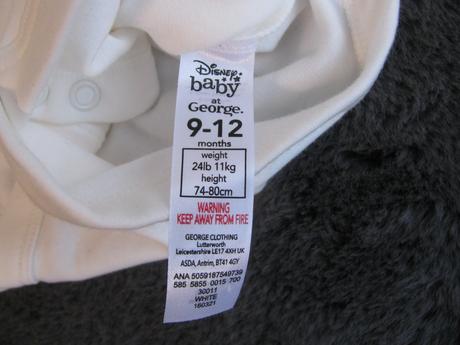 Disney
baby
at
George.
9-12
months
weight
24lb 11kg
height
74-80cm
WARNING
KEEP AWAY FROM FIRE
GEORGE CLOTHING
Lutterworth
Leicestershire LE17 4XH UK
ASDA, Antrim, BT41 4GY
ANA 5059187549739
585 5855 0015 700
30011
WHITE
160321